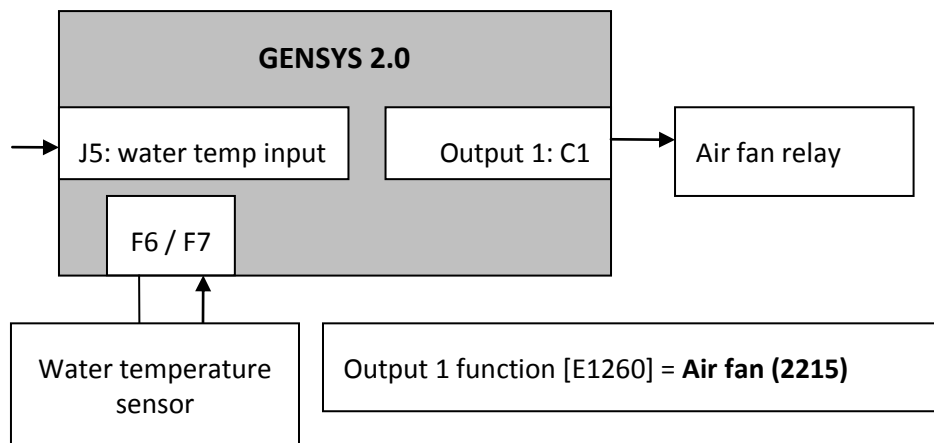 GENSYS 2.0
J5: water temp input
Output 1: C1
Air fan relay
F6 / F7
Water temperature
sensor
Output 1 function [E1260] = Air fan (2215)